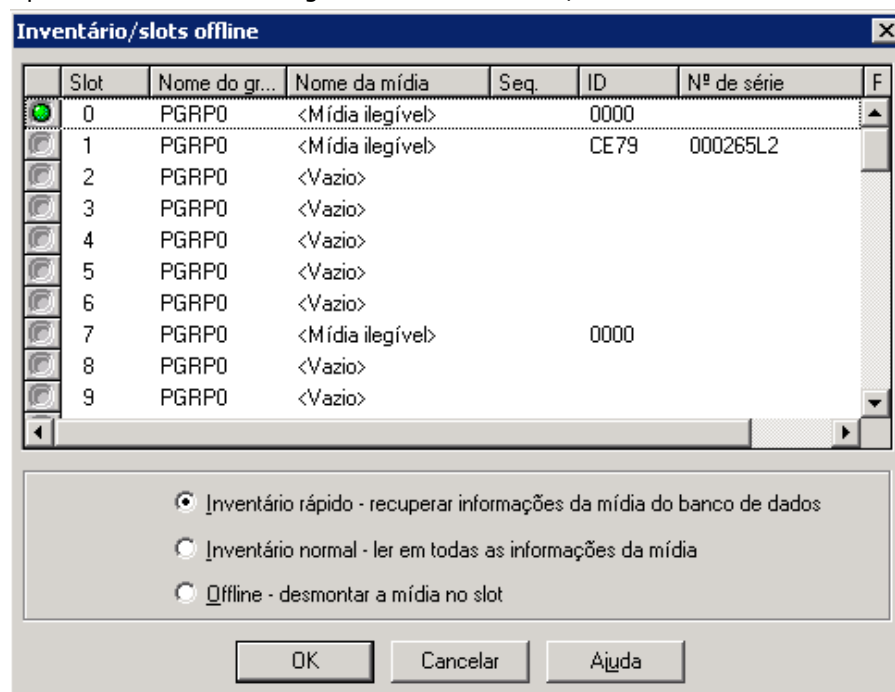 Inventário/slots offline
Slot Nome do gr... Nome da mídia Seq. ID Nº de série F
0 PGRP0 <Mídia ilegível> 0000
1 PGRP0 <Mídia ilegível> CE79 000265L2
2 PGRP0 <Vazio>
3 PGRP0 <Vazio>
4 PGRP0 <Vazio>
5 PGRP0 <Vazio>
6 PGRP0 <Vazio>
7 PGRP0 <Mídia ilegível> 0000
8 PGRP0 <Vazio>
9 PGRP0 <Vazio>
Inventário rápido - recuperar informações da mídia do banco de dados
Inventário normal - ler em todas as informações da mídia
Offline - desmontar a mídia no slot
OK Cancelar Ajuda